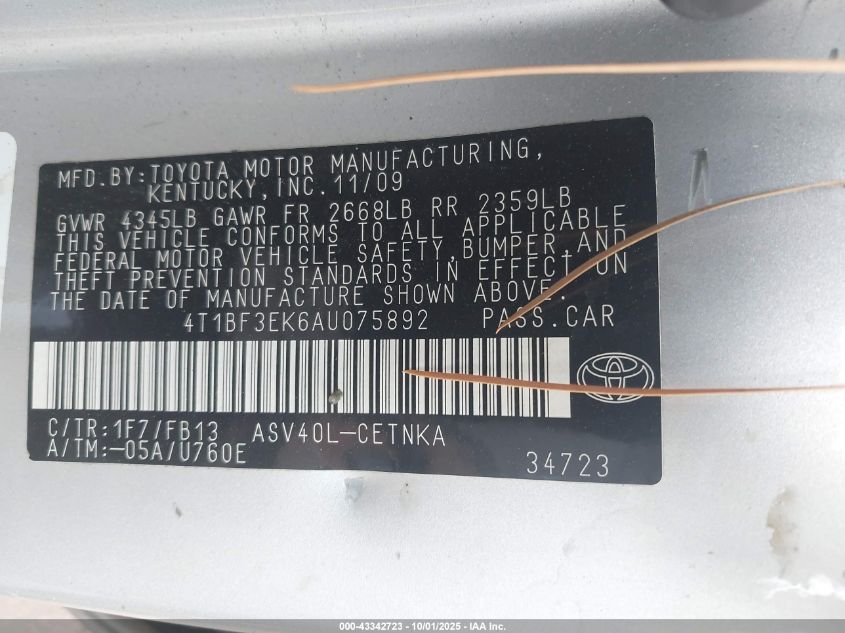 MFD.BY:TOYOTA MOTOR MANUFACTURING,
KENTUCKY,INC.11/09
GVWR 4345LB GAWR FR 2668LB RR 2359LB
THIS VEHICLE CONFORMS TO ALL APPLICABLE
FEDERAL MOTOR VEHICLE SAFETY,BUMPER,AND
THEFT PREVENTION STANDARDS IN EFFECT ON
THE DATE OF MANUFACTURE SHOWN ABOVE.
4T1BF3EK6AU075892 PASS.CAR
C/TR:1F7/FB13 ASV40L-CETNKA
A/TM:-05A/U760E
34723
000-43342723 - 10/01/2025 - IAA Inc.